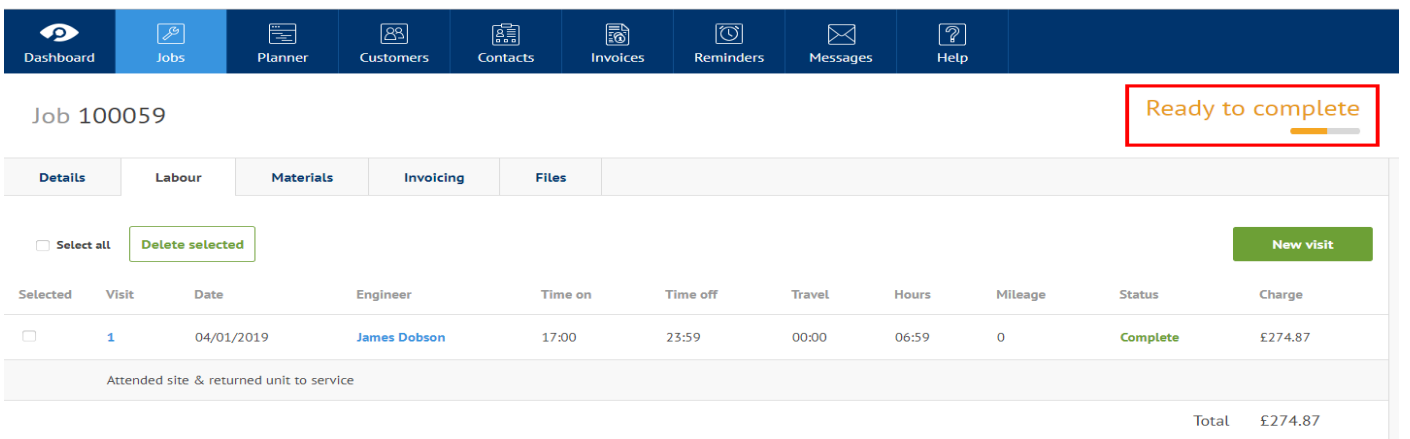 Dashboard Jobs Planner Customers Contacts Invoices Reminders Messages Help
Job 100059
Ready to complete
Details Labour Materials Invoicing Files
Select all Delete selected New visit
Selected Visit Date Engineer Time on Time off Travel Hours Mileage Status Charge
1 04/01/2019 James Dobson 17:00 23:59 00:00 06:59 0 Complete £274.87
Attended site & returned unit to service
Total £274.87